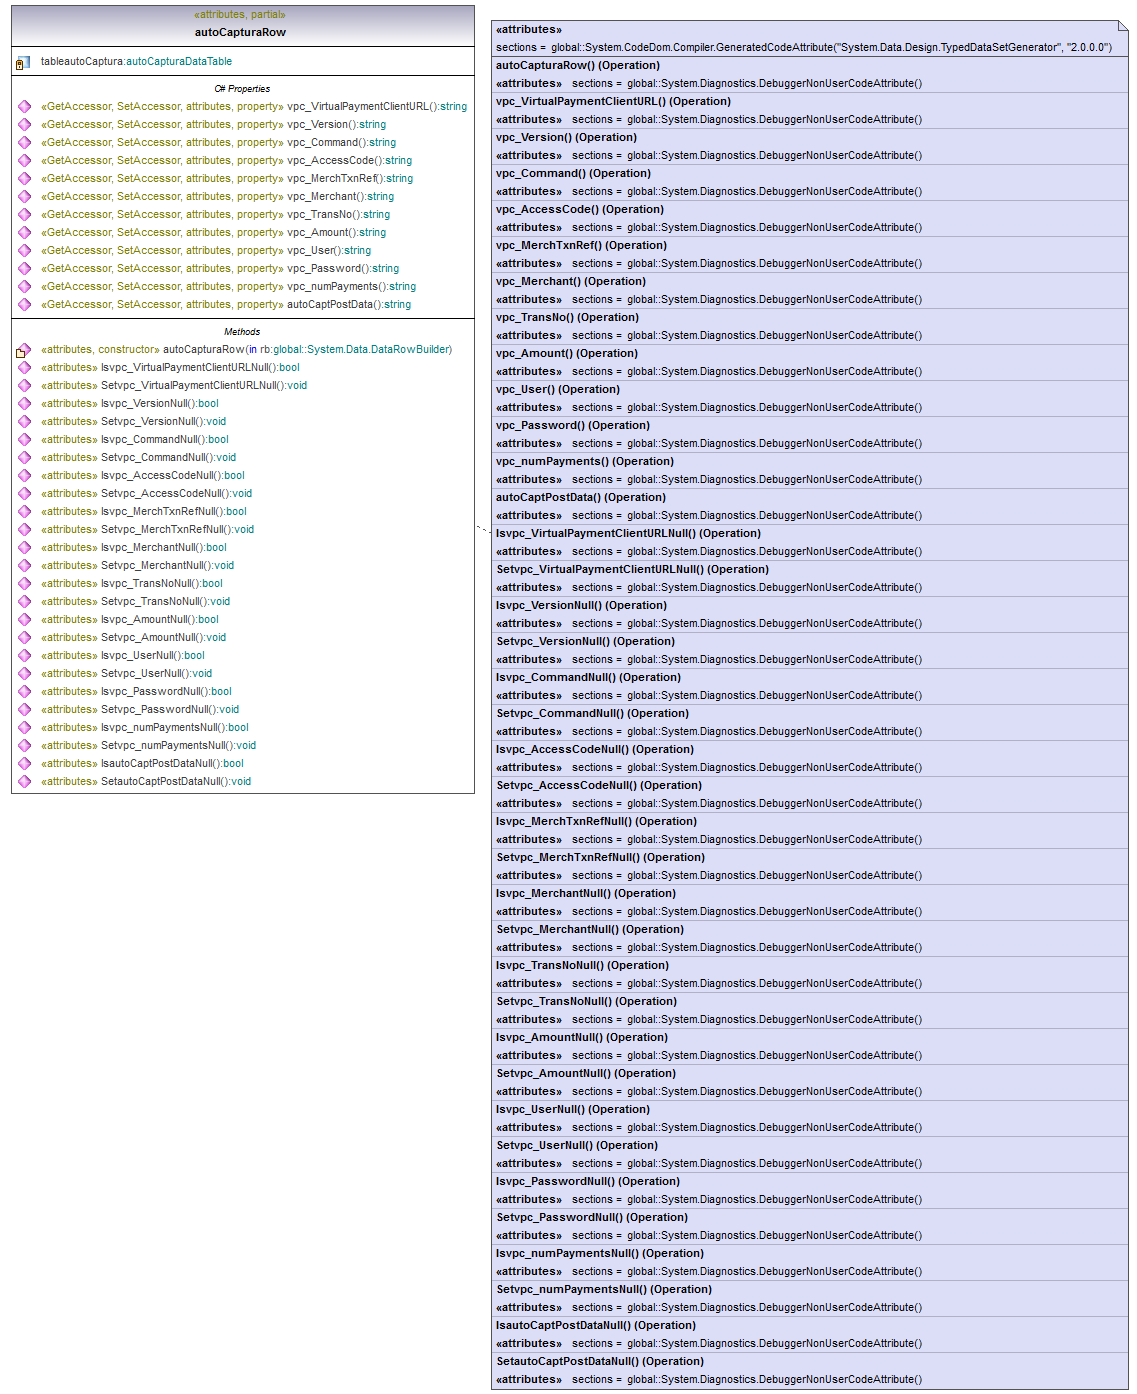 «attributes, partial»
autoCapturaRow
tableautoCaptura:autoCapturaDataTable
C# Properties
«GetAccessor, SetAccessor, attributes, property» vpc_VirtualPaymentClientURL():string
«GetAccessor, SetAccessor, attributes, property» vpc_Version():string
«GetAccessor, SetAccessor, attributes, property» vpc_Command():string
«GetAccessor, SetAccessor, attributes, property» vpc_AccessCode():string
«GetAccessor, SetAccessor, attributes, property» vpc_MerchTxnRef():string
«GetAccessor, SetAccessor, attributes, property» vpc_Merchant():string
«GetAccessor, SetAccessor, attributes, property» vpc_TransNo():string
«GetAccessor, SetAccessor, attributes, property» vpc_Amount():string
«GetAccessor, SetAccessor, attributes, property» vpc_User():string
«GetAccessor, SetAccessor, attributes, property» vpc_Password():string
«GetAccessor, SetAccessor, attributes, property» vpc_numPayments():string
«GetAccessor, SetAccessor, attributes, property» autoCaptPostData():string
Methods
«attributes, constructor» autoCapturaRow(in rb:global::System.Data.DataRowBuilder)
«attributes» Isvpc_VirtualPaymentClientURLNull():bool
«attributes» Setvpc_VirtualPaymentClientURLNull():void
«attributes» Isvpc_VersionNull():bool
«attributes» Setvpc_VersionNull():void
«attributes» Isvpc_CommandNull():bool
«attributes» Setvpc_CommandNull():void
«attributes» Isvpc_AccessCodeNull():bool
«attributes» Setvpc_AccessCodeNull():void
«attributes» Isvpc_MerchTxnRefNull():bool
«attributes» Setvpc_MerchTxnRefNull():void
«attributes» Isvpc_MerchantNull():bool
«attributes» Setvpc_MerchantNull():void
«attributes» Isvpc_TransNoNull():bool
«attributes» Setvpc_TransNoNull():void
«attributes» Isvpc_AmountNull():bool
«attributes» Setvpc_AmountNull():void
«attributes» Isvpc_UserNull():bool
«attributes» Setvpc_UserNull():void
«attributes» Isvpc_PasswordNull():bool
«attributes» Setvpc_PasswordNull():void
«attributes» Isvpc_numPaymentsNull():bool
«attributes» Setvpc_numPaymentsNull():void
«attributes» IsautoCaptPostDataNull():bool
«attributes» SetautoCaptPostDataNull():void
«attributes»
sections = global::System.CodeDom.Compiler.GeneratedCodeAttribute("System.Data.Design.TypedDataSetGenerator", "2.0.0.0")
autoCapturaRow() (Operation)
«attributes» sections = global::System.Diagnostics.DebuggerNonUserCodeAttribute()
vpc_VirtualPaymentClientURL() (Operation)
«attributes» sections = global::System.Diagnostics.DebuggerNonUserCodeAttribute()
vpc_Version() (Operation)
«attributes» sections = global::System.Diagnostics.DebuggerNonUserCodeAttribute()
vpc_Command() (Operation)
«attributes» sections = global::System.Diagnostics.DebuggerNonUserCodeAttribute()
vpc_AccessCode() (Operation)
«attributes» sections = global::System.Diagnostics.DebuggerNonUserCodeAttribute()
vpc_MerchTxnRef() (Operation)
«attributes» sections = global::System.Diagnostics.DebuggerNonUserCodeAttribute()
vpc_Merchant() (Operation)
«attributes» sections = global::System.Diagnostics.DebuggerNonUserCodeAttribute()
vpc_TransNo() (Operation)
«attributes» sections = global::System.Diagnostics.DebuggerNonUserCodeAttribute()
vpc_Amount() (Operation)
«attributes» sections = global::System.Diagnostics.DebuggerNonUserCodeAttribute()
vpc_User() (Operation)
«attributes» sections = global::System.Diagnostics.DebuggerNonUserCodeAttribute()
vpc_Password() (Operation)
«attributes» sections = global::System.Diagnostics.DebuggerNonUserCodeAttribute()
vpc_numPayments() (Operation)
«attributes» sections = global::System.Diagnostics.DebuggerNonUserCodeAttribute()
autoCaptPostData() (Operation)
«attributes» sections = global::System.Diagnostics.DebuggerNonUserCodeAttribute()
Isvpc_VirtualPaymentClientURLNull() (Operation)
«attributes» sections = global::System.Diagnostics.DebuggerNonUserCodeAttribute()
Setvpc_VirtualPaymentClientURLNull() (Operation)
«attributes» sections = global::System.Diagnostics.DebuggerNonUserCodeAttribute()
Isvpc_VersionNull() (Operation)
«attributes» sections = global::System.Diagnostics.DebuggerNonUserCodeAttribute()
Setvpc_VersionNull() (Operation)
«attributes» sections = global::System.Diagnostics.DebuggerNonUserCodeAttribute()
Isvpc_CommandNull() (Operation)
«attributes» sections = global::System.Diagnostics.DebuggerNonUserCodeAttribute()
Setvpc_CommandNull() (Operation)
«attributes» sections = global::System.Diagnostics.DebuggerNonUserCodeAttribute()
Isvpc_AccessCodeNull() (Operation)
«attributes» sections = global::System.Diagnostics.DebuggerNonUserCodeAttribute()
Setvpc_AccessCodeNull() (Operation)
«attributes» sections = global::System.Diagnostics.DebuggerNonUserCodeAttribute()
Isvpc_MerchTxnRefNull() (Operation)
«attributes» sections = global::System.Diagnostics.DebuggerNonUserCodeAttribute()
Setvpc_MerchTxnRefNull() (Operation)
«attributes» sections = global::System.Diagnostics.DebuggerNonUserCodeAttribute()
Isvpc_MerchantNull() (Operation)
«attributes» sections = global::System.Diagnostics.DebuggerNonUserCodeAttribute()
Setvpc_MerchantNull() (Operation)
«attributes» sections = global::System.Diagnostics.DebuggerNonUserCodeAttribute()
Isvpc_TransNoNull() (Operation)
«attributes» sections = global::System.Diagnostics.DebuggerNonUserCodeAttribute()
Setvpc_TransNoNull() (Operation)
«attributes» sections = global::System.Diagnostics.DebuggerNonUserCodeAttribute()
Isvpc_AmountNull() (Operation)
«attributes» sections = global::System.Diagnostics.DebuggerNonUserCodeAttribute()
Setvpc_AmountNull() (Operation)
«attributes» sections = global::System.Diagnostics.DebuggerNonUserCodeAttribute()
Isvpc_UserNull() (Operation)
«attributes» sections = global::System.Diagnostics.DebuggerNonUserCodeAttribute()
Setvpc_UserNull() (Operation)
«attributes» sections = global::System.Diagnostics.DebuggerNonUserCodeAttribute()
Isvpc_PasswordNull() (Operation)
«attributes» sections = global::System.Diagnostics.DebuggerNonUserCodeAttribute()
Setvpc_PasswordNull() (Operation)
«attributes» sections = global::System.Diagnostics.DebuggerNonUserCodeAttribute()
Isvpc_numPaymentsNull() (Operation)
«attributes» sections = global::System.Diagnostics.DebuggerNonUserCodeAttribute()
Setvpc_numPaymentsNull() (Operation)
«attributes» sections = global::System.Diagnostics.DebuggerNonUserCodeAttribute()
IsautoCaptPostDataNull() (Operation)
«attributes» sections = global::System.Diagnostics.DebuggerNonUserCodeAttribute()
SetautoCaptPostDataNull() (Operation)
«attributes» sections = global::System.Diagnostics.DebuggerNonUserCodeAttribute()